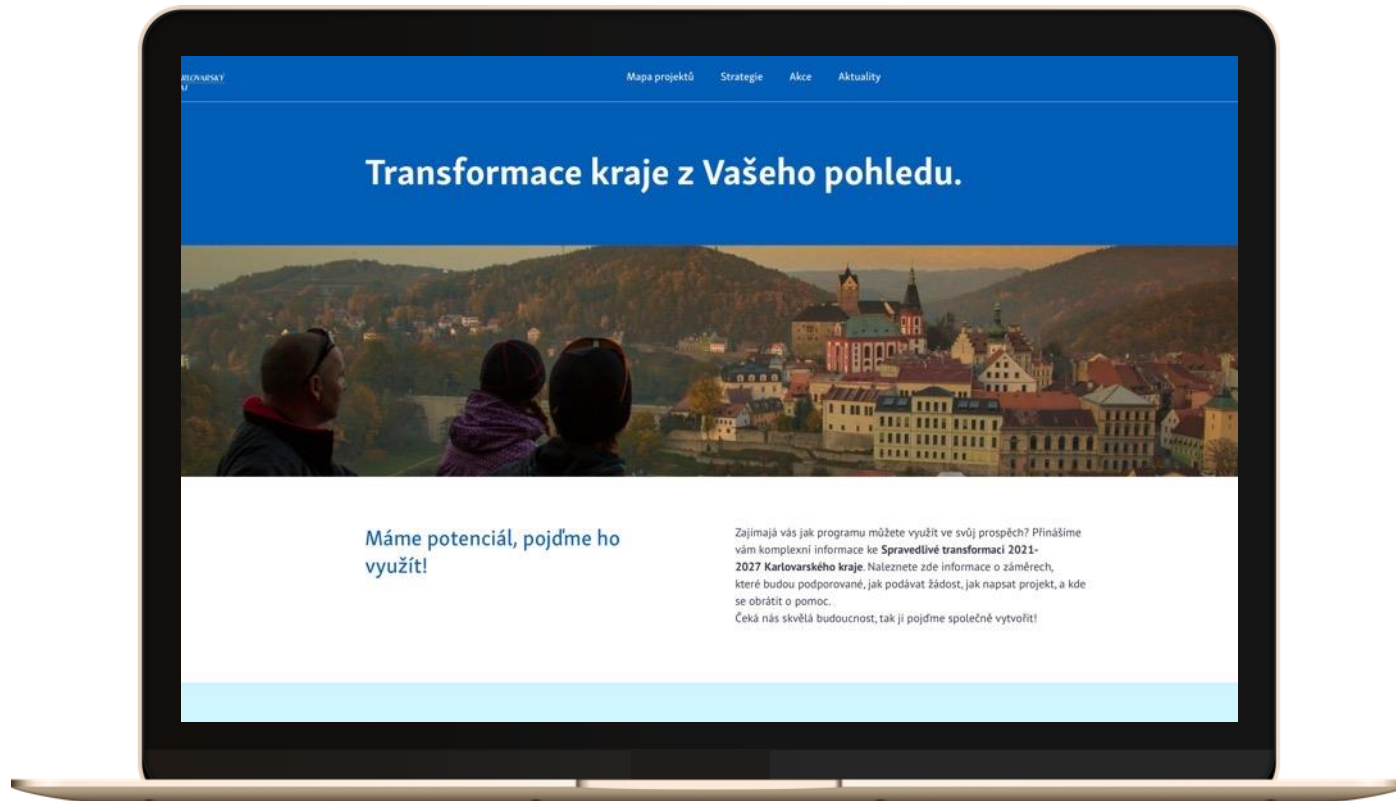 Mapa projektů Strategie Akce Aktuality
Transformace kraje z Vašeho pohledu.
Máme potenciál, pojďme ho
využít!
Zajímají vás jak programu můžete využít ve svůj prospěch? Přinášíme
vám komplexní informace ke Spravedlivé transformaci 2021-
2027 Karlovarského kraje. Naleznete zde informace o záměrech,
které budou podporované, jak podávat žádost, jak napsat projekt, a kde
se obrátit o pomoc.
Čeká nás skvělá budoucnost, tak ji pojďme společně vytvořit!